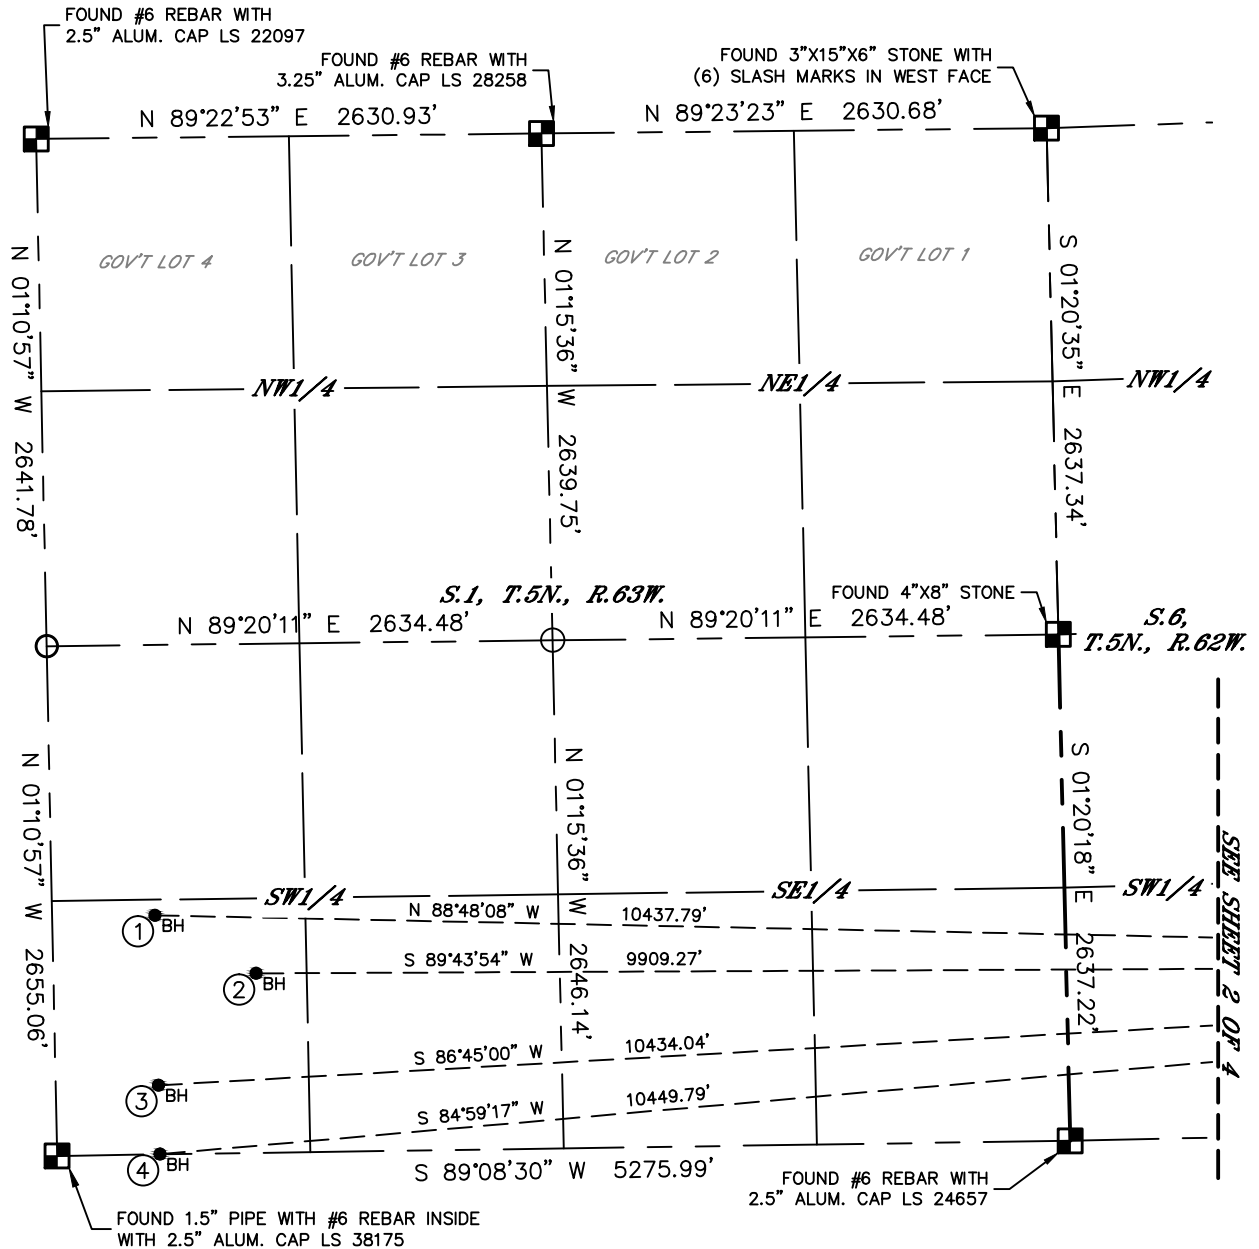 FOUND #6 REBAR WITH
2.5" ALUM. CAP LS 22097
FOUND #6 REBAR WITH
3.25" ALUM. CAP LS 28258
FOUND 3"X15"X6" STONE WITH
(6) SLASH MARKS IN WEST FACE
N 89°22'53" E 2630.93'
N 89°23'23" E 2630.68'
N 01°10'57" W 2641.78'
GOV'T LOT 4
GOV'T LOT 3
N 01°15'36" W 2639.75'
GOV'T LOT 2
GOV'T LOT 1
S 01°20'35" E 2637.34'
NW1/4
NE1/4
NW1/4
S.1, T.5N., R.63W.
FOUND 4"X8" STONE
N 89°20'11" E 2634.48'
N 89°20'11" E 2634.48'
S.6,
T.5N., R.62W.
N 01°10'57" W 2655.06'
N 01°15'36" W 2646.14'
S 01°20'18" E 2637.22'
SW1/4
SE1/4
SW1/4
SEE SHEET 2 OF 4
1 BH
N 88°48'08" W 10437.79'
2 BH
S 89°43'54" W 9909.27'
3 BH
S 86°45'00" W 10434.04'
4 BH
S 84°59'17" W 10449.79'
S 89°08'30" W 5275.99'
FOUND #6 REBAR WITH
2.5" ALUM. CAP LS 24657
FOUND 1.5" PIPE WITH #6 REBAR INSIDE
WITH 2.5" ALUM. CAP LS 38175